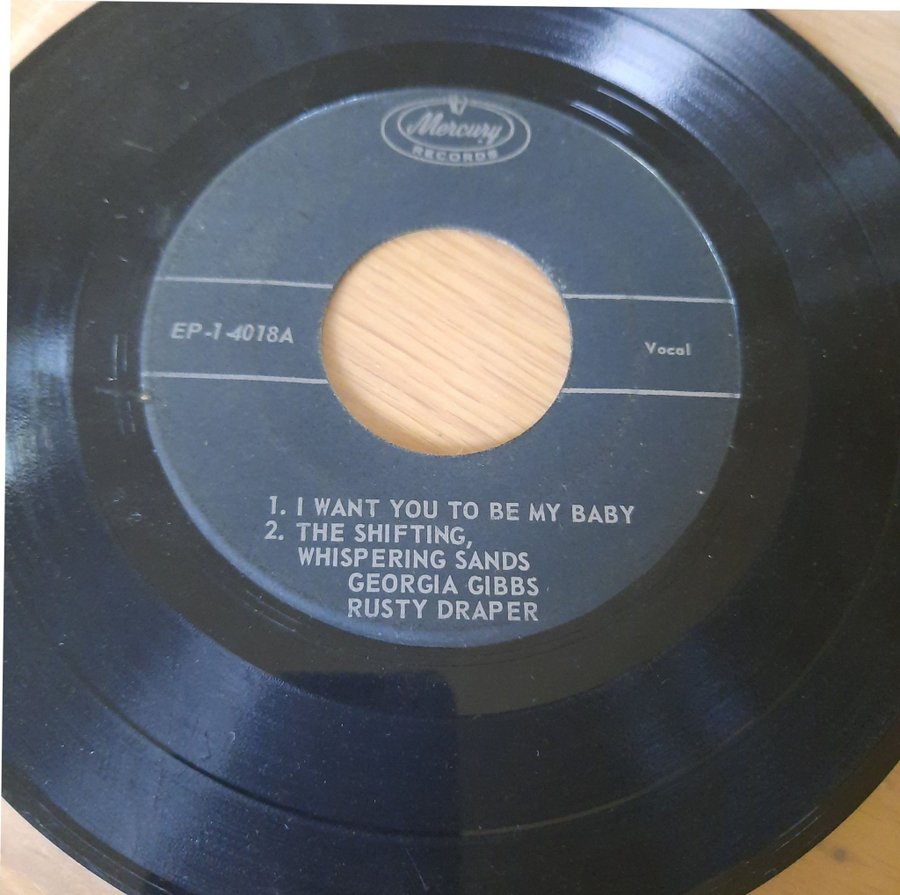 Mercury
RECORDS
EP-1-4018A
Vocal
1. I WANT YOU TO BE MY BABY
2. THE SHIFTING,
WHISPERING SANDS
GEORGIA GIBBS
RUSTY DRAPER